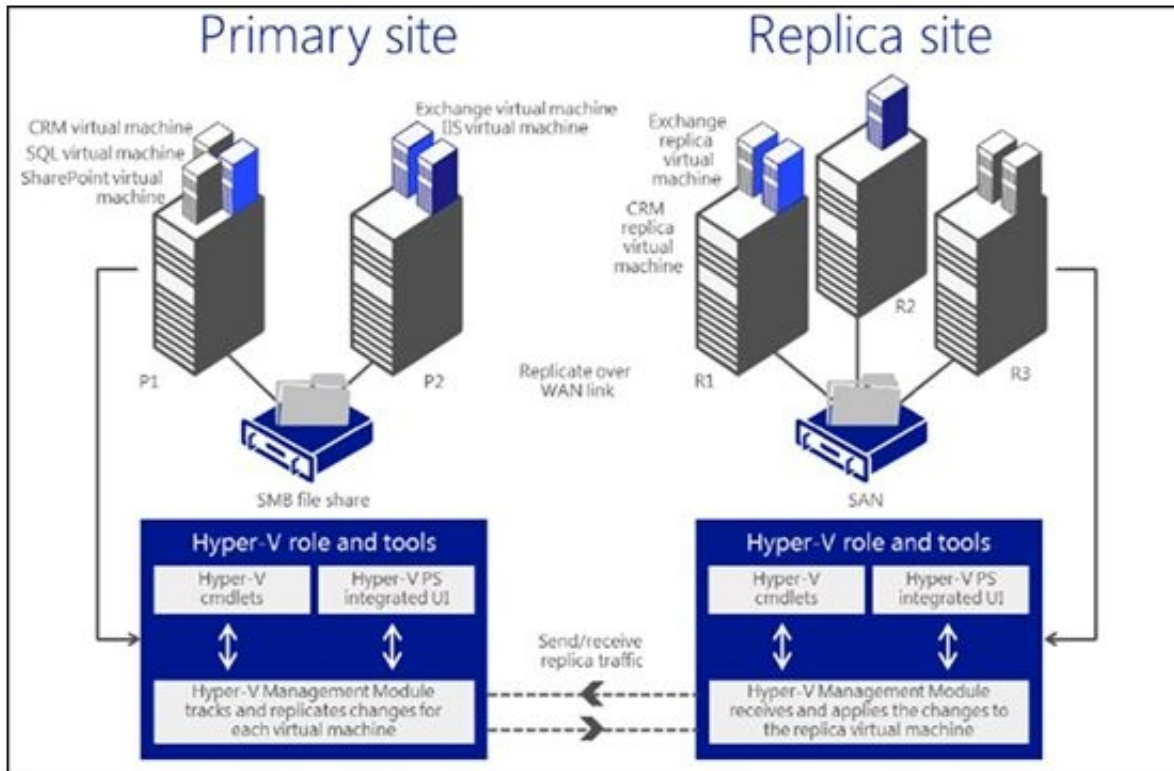 Primary site
Replica site
CRM virtual machine
SQL virtual machine
SharePoint virtual
machine
Exchange virtual machine
IIS virtual machine
Exchange
replica
virtual
machine
CRM
replica
virtual
machine
P1
P2
R1
R2
R3
Replicate over
WAN link
SMB file share
SAN
Hyper-V role and tools
Hyper-V
cmdlets
Hyper-V PS
integrated UI
Hyper-V Management Module
tracks and replicates changes for
each virtual machine
Send/receive
replica traffic
Hyper-V role and tools
Hyper-V
cmdlets
Hyper-V PS
integrated UI
Hyper-V Management Module
receives and applies the changes to
the replica virtual machine